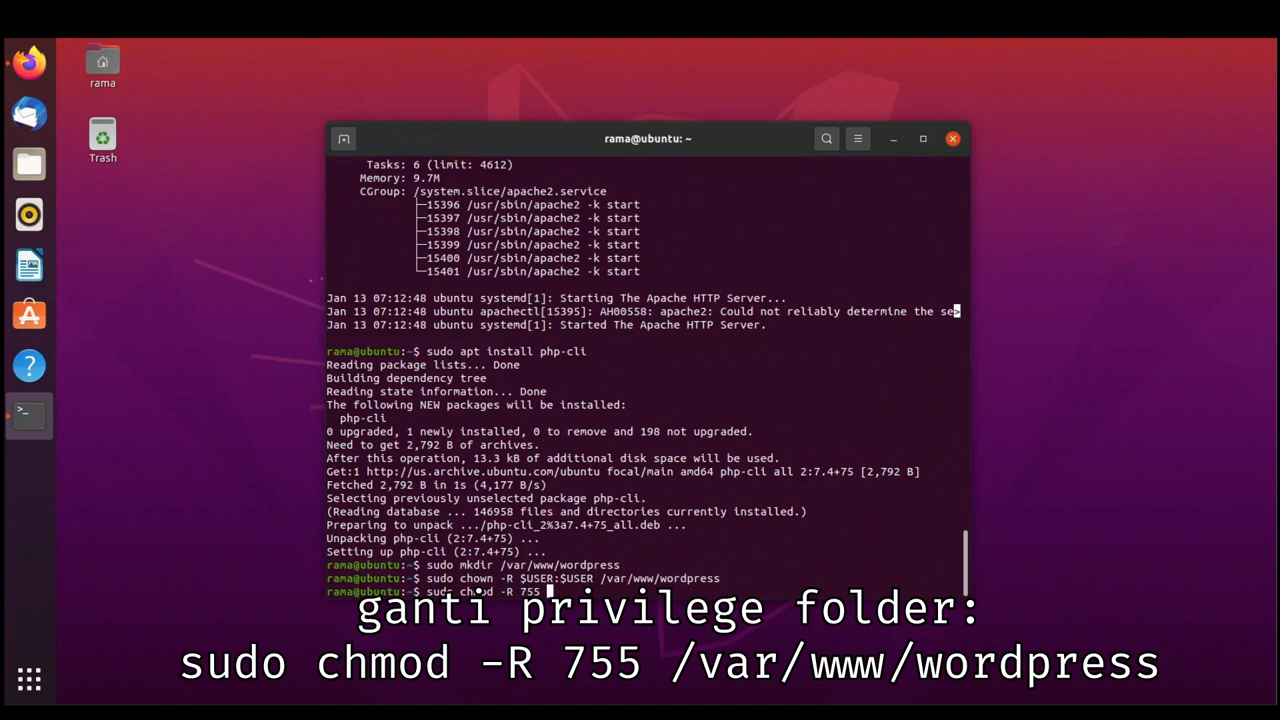 rama
Trash
rama@ubuntu: ~
Tasks: 6 (limit: 4612)
Memory: 9.7M
CGroup: /system.slice/apache2.service
├─15396 /usr/sbin/apache2 -k start
├─15397 /usr/sbin/apache2 -k start
├─15398 /usr/sbin/apache2 -k start
├─15399 /usr/sbin/apache2 -k start
├─15400 /usr/sbin/apache2 -k start
└─15401 /usr/sbin/apache2 -k start
Jan 13 07:12:48 ubuntu systemd[1]: Starting The Apache HTTP Server...
Jan 13 07:12:48 ubuntu apachectl[15395]: AH00558: apache2: Could not reliably determine the se>
Jan 13 07:12:48 ubuntu systemd[1]: Started The Apache HTTP Server.
rama@ubuntu:~$ sudo apt install php-cli
Reading package lists... Done
Building dependency tree
Reading state information... Done
The following NEW packages will be installed:
php-cli
0 upgraded, 1 newly installed, 0 to remove and 198 not upgraded.
Need to get 2,792 B of archives.
After this operation, 13.3 kB of additional disk space will be used.
Get:1 http://us.archive.ubuntu.com/ubuntu focal/main amd64 php-cli all 2:7.4+75 [2,792 B]
Fetched 2,792 B in 1s (4,177 B/s)
Selecting previously unselected package php-cli.
(Reading database ... 146958 files and directories currently installed.)
Preparing to unpack .../php-cli_2%3a7.4+75_all.deb ...
Unpacking php-cli (2:7.4+75) ...
Setting up php-cli (2:7.4+75) ...
rama@ubuntu:~$ sudo mkdir /var/www/wordpress
rama@ubuntu:~$ sudo chown -R $USER:$USER /var/www/wordpress
rama@ubuntu:~$ sudo chmod -R 755
ganti privilege folder:
sudo chmod -R 755 /var/www/wordpress